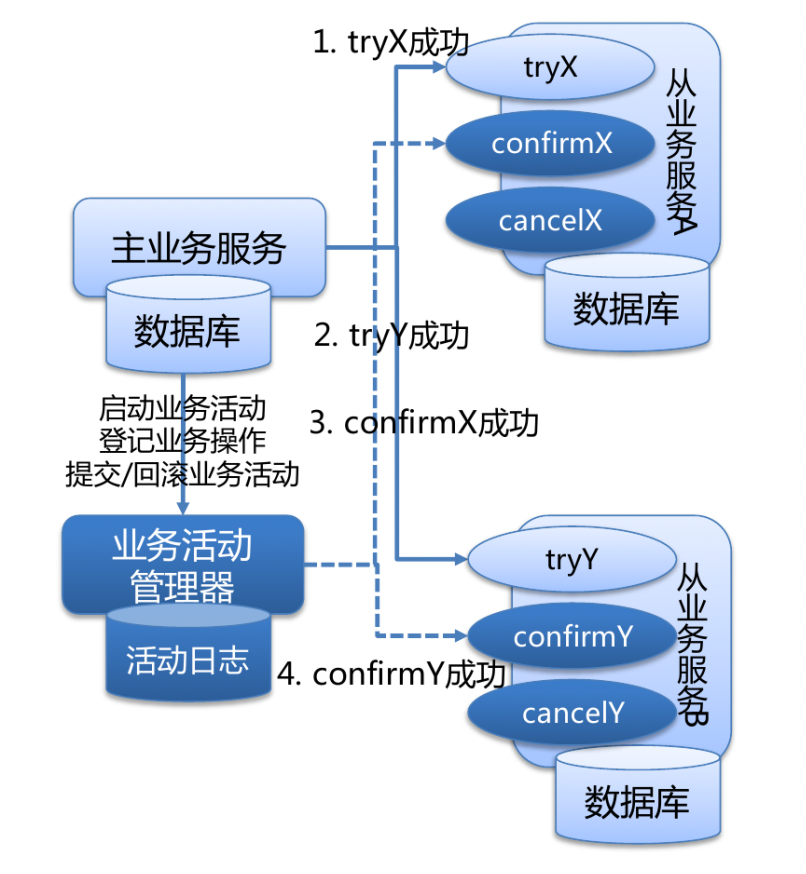 1. tryX成功
tryX
confirmX
cancelX
从业务服务A
数据库
主业务服务
数据库
2. tryY成功
启动业务活动
登记业务操作
提交/回滚业务活动
3. confirmX成功
业务活动
管理器
活动日志
tryY
confirmY
cancelY
从业务服务B
4. confirmY成功
数据库